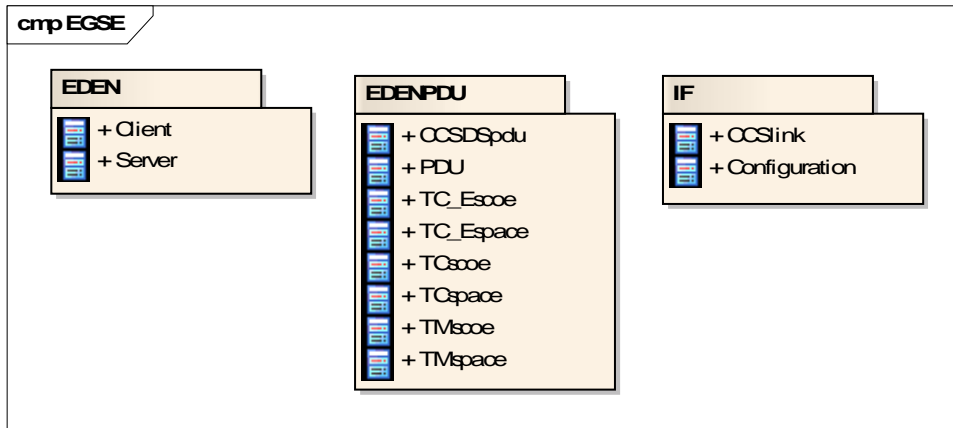 cmp EGSE
EDEN
+ Client
+ Server
EDENPDU
+ CCSDSpdu
+ PDU
+ TC_Escoe
+ TC_Espace
+ TCscoe
+ TCspace
+ TMscoe
+ TMspace
IF
+ CCSlink
+ Configuration